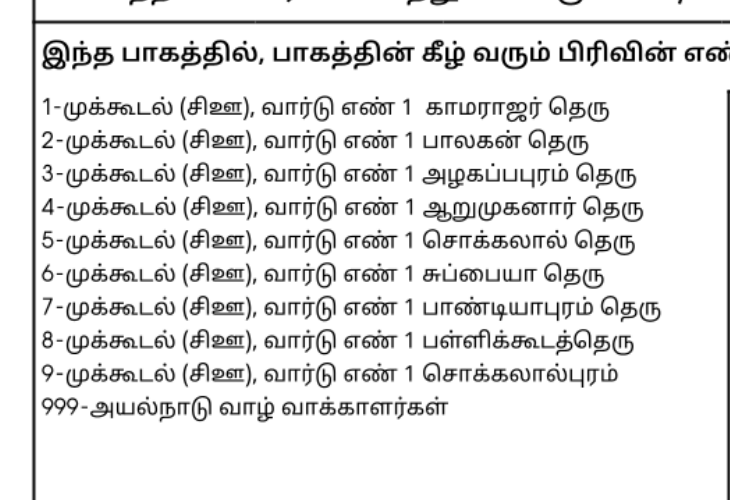 இந்த பாகத்தில், பாகத்தின் கீழ் வரும் பிரிவின் எண்
1-முக்கூடல் (சிஊ), வார்டு எண் 1 காமராஜர் தெரு
2-முக்கூடல் (சிஊ), வார்டு எண் 1 பாலகன் தெரு
3-முக்கூடல் (சிஊ), வார்டு எண் 1 அழகப்பபுரம் தெரு
4-முக்கூடல் (சிஊ), வார்டு எண் 1 ஆறுமுகனார் தெரு
5-முக்கூடல் (சிஊ), வார்டு எண் 1 சொக்கலால் தெரு
6-முக்கூடல் (சிஊ), வார்டு எண் 1 சுப்பையா தெரு
7-முக்கூடல் (சிஊ), வார்டு எண் 1 பாண்டியாபுரம் தெரு
8-முக்கூடல் (சிஊ), வார்டு எண் 1 பள்ளிக்கூடத்தெரு
9-முக்கூடல் (சிஊ), வார்டு எண் 1 சொக்கலால்புரம்
999-அயல்நாடு வாழ் வாக்காளர்கள்